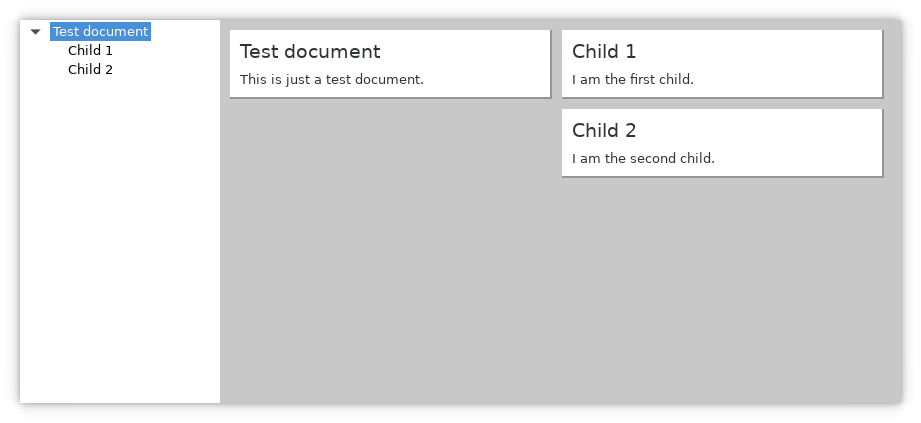 Test document
Child 1
Child 2
Test document
This is just a test document.
Child 1
I am the first child.
Child 2
I am the second child.